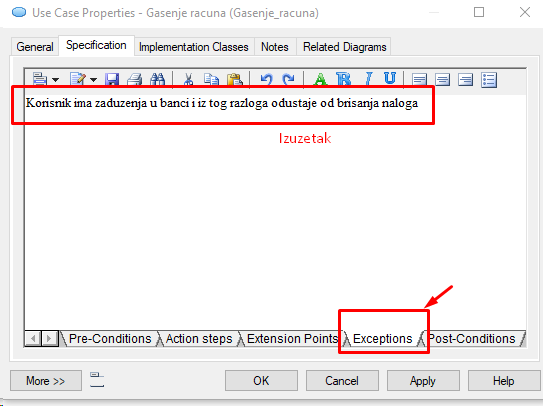 Use Case Properties - Gasenje racuna (Gasenje_racuna)
General Specification Implementation Classes Notes Related Diagrams
A B I U
Korisnik ima zaduzenja u banci i iz tog razloga odustaje od brisanja naloga
Izuzetak
Pre-Conditions Action steps Extension Points Exceptions Post-Conditions
More >> OK Cancel Apply Help